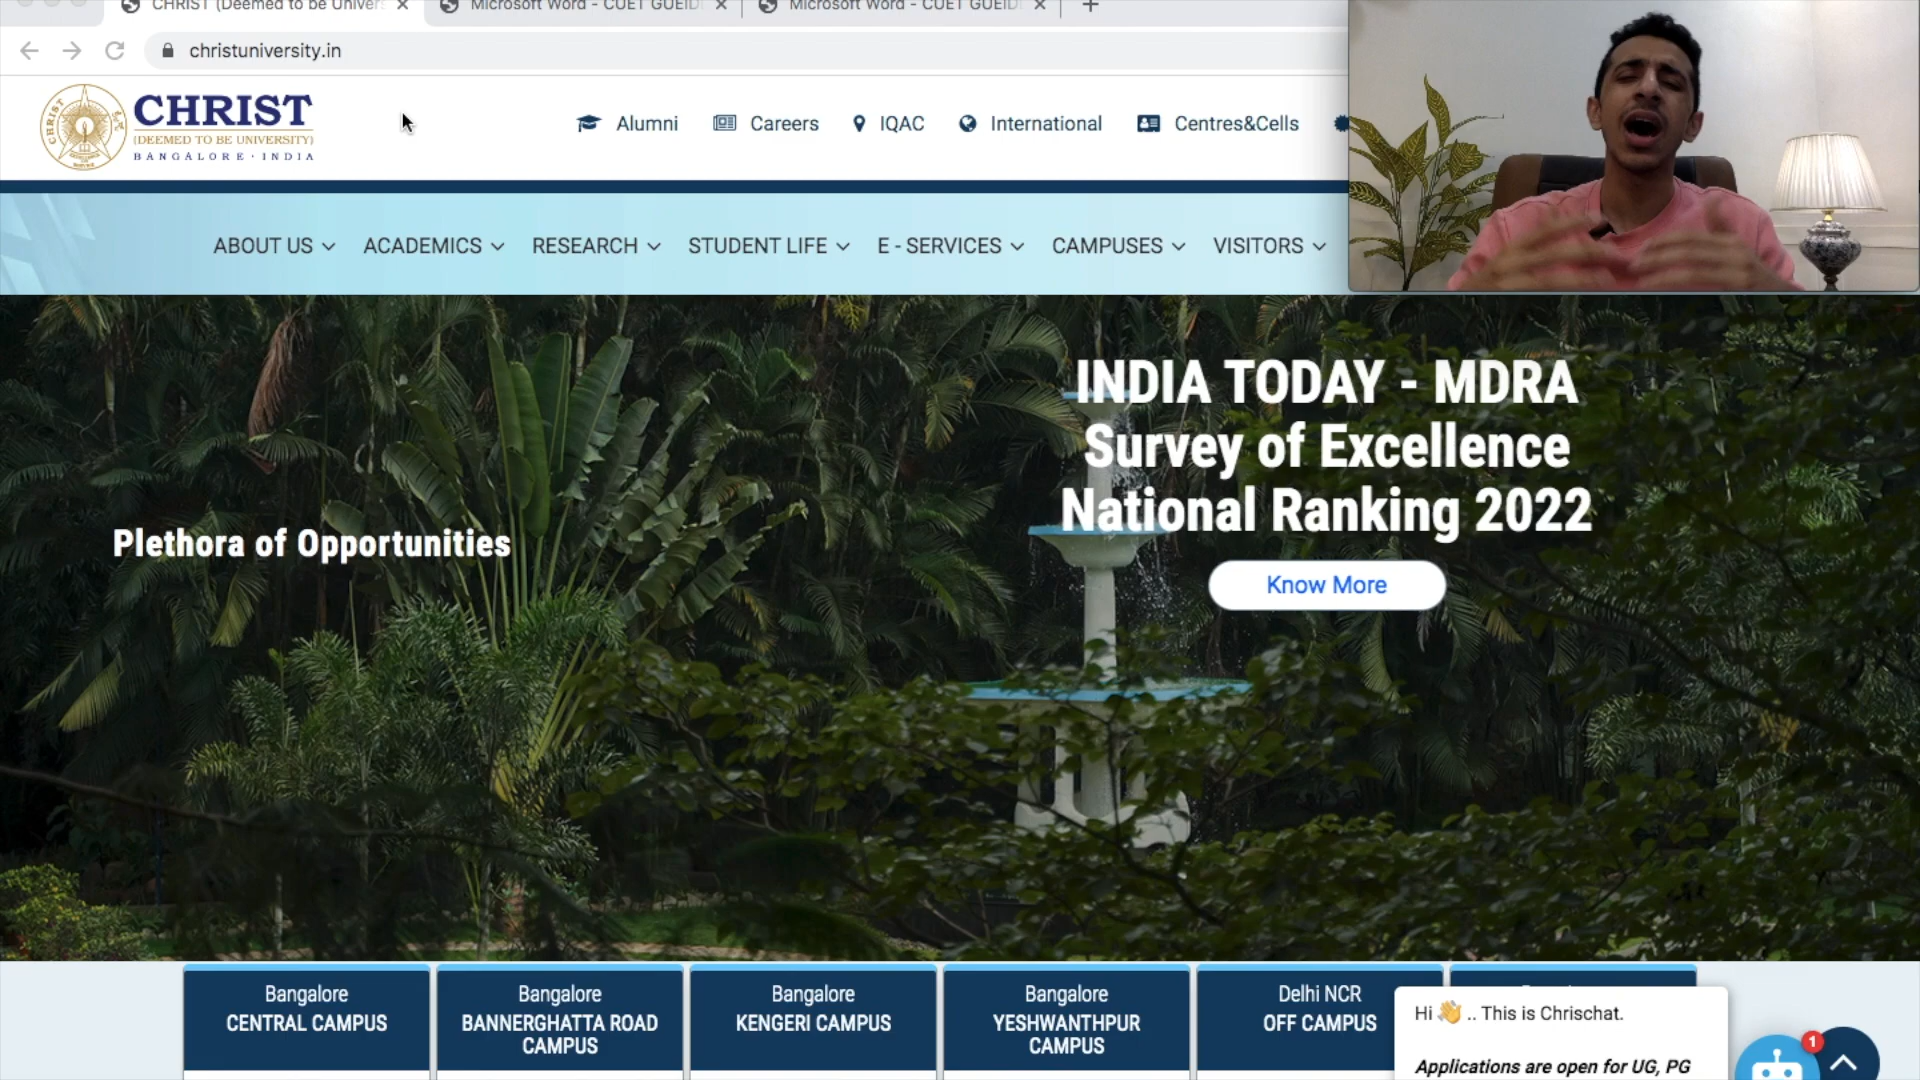 CHRIST (Deemed to be Univers
Microsoft Word - CUET GUEID
Microsoft Word - CUET GUEID
christuniversity.in
CHRIST
(DEEMED TO BE UNIVERSITY)
BANGALORE · INDIA
Alumni
Careers
IQAC
International
Centres&Cells
ABOUT US
ACADEMICS
RESEARCH
STUDENT LIFE
E - SERVICES
CAMPUSES
VISITORS
INDIA TODAY - MDRA
Survey of Excellence
National Ranking 2022
Know More
Plethora of Opportunities
Bangalore
CENTRAL CAMPUS
Bangalore
BANNERGHATTA ROAD
CAMPUS
Bangalore
KENGERI CAMPUS
Bangalore
YESHWANTHPUR
CAMPUS
Delhi NCR
OFF CAMPUS
Hi 👋 .. This is Chrischat.
Applications are open for UG, PG
1